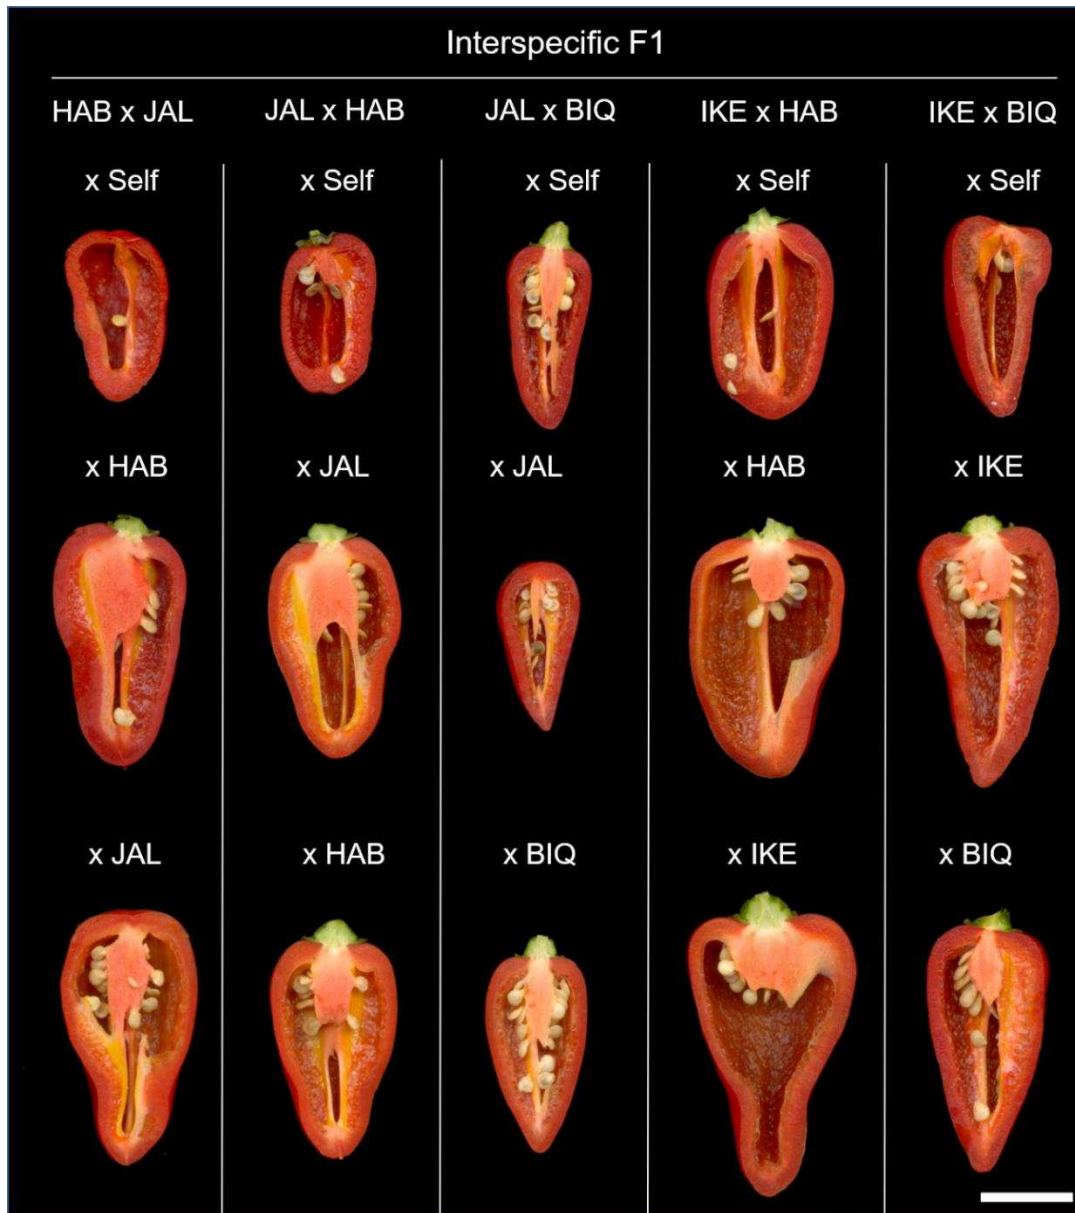 Interspecific F1
HAB x JAL JAL x HAB JAL x BIQ IKE x HAB IKE x BIQ
x Self x Self x Self x Self x Self
x HAB x JAL x JAL x HAB x IKE
x JAL x HAB x BIQ x IKE x BIQ